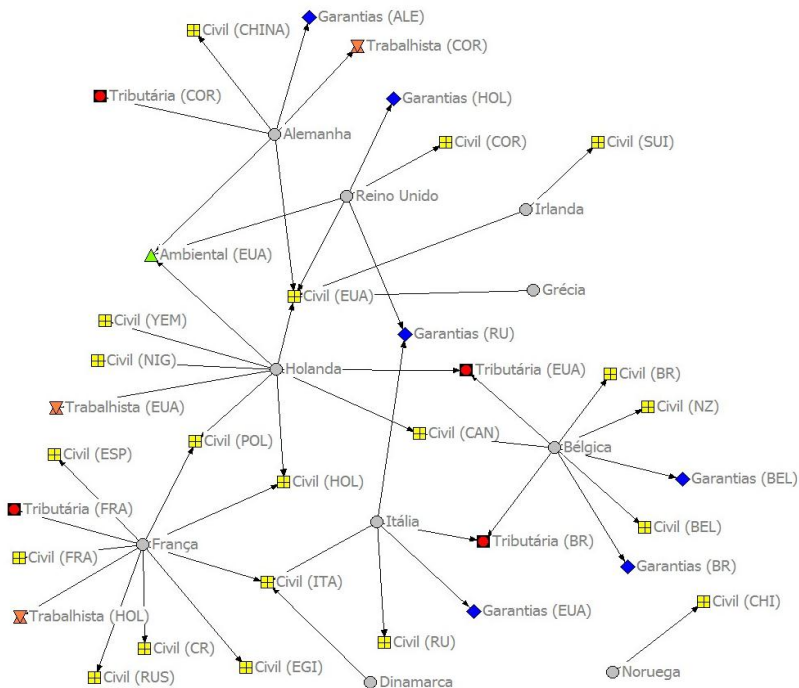 Garantias (ALE)
Civil (CHINA)
Trabalhista (COR)
Tributária (COR)
Garantias (HOL)
Alemanha
Civil (COR)
Civil (SUI)
Reino Unido
Irlanda
Ambiental (EUA)
Grécia
Civil (EUA)
Civil (YEM)
Garantias (RU)
Civil (NIG)
Holanda
Tributária (EUA)
Civil (BR)
Trabalhista (EUA)
Civil (NZ)
Civil (POL)
Civil (CAN)
Bélgica
Civil (ESP)
Civil (HOL)
Garantias (BEL)
Tributária (FRA)
Itália
Civil (BEL)
França
Tributária (BR)
Civil (FRA)
Garantias (BR)
Civil (ITA)
Civil (CHI)
Trabalhista (HOL)
Garantias (EUA)
Civil (RU)
Civil (CR)
Civil (EGI)
Noruega
Civil (RUS)
Dinamarca